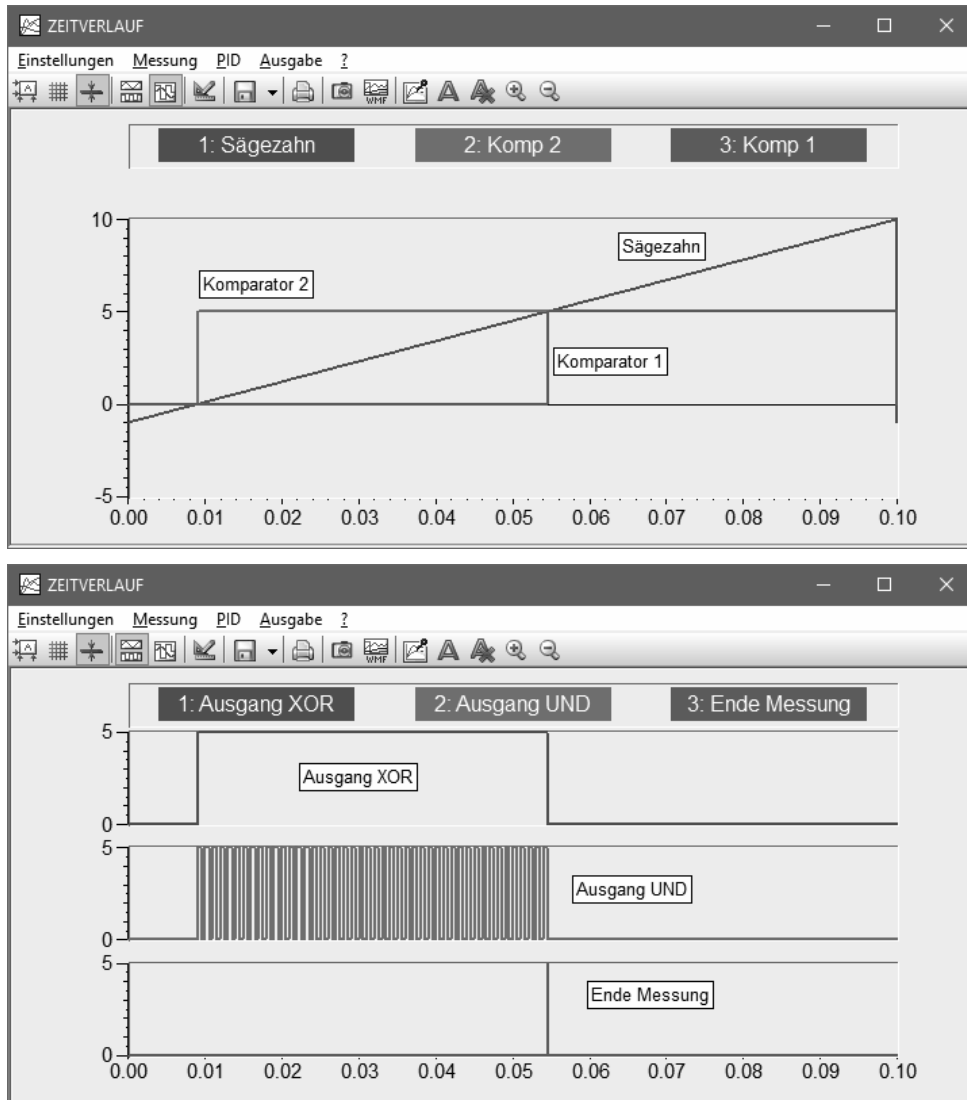 ZEITVERLAUF
Einstellungen Messung PID Ausgabe ?
A WMF A A
1: Sägezahn 2: Komp 2 3: Komp 1
10
Sägezahn
Komparator 2
5
Komparator 1
0
-5
0.00 0.01 0.02 0.03 0.04 0.05 0.06 0.07 0.08 0.09 0.10
ZEITVERLAUF
Einstellungen Messung PID Ausgabe ?
A WMF A A
1: Ausgang XOR 2: Ausgang UND 3: Ende Messung
5
Ausgang XOR
0
5
Ausgang UND
0
5
Ende Messung
0
0.00 0.01 0.02 0.03 0.04 0.05 0.06 0.07 0.08 0.09 0.10